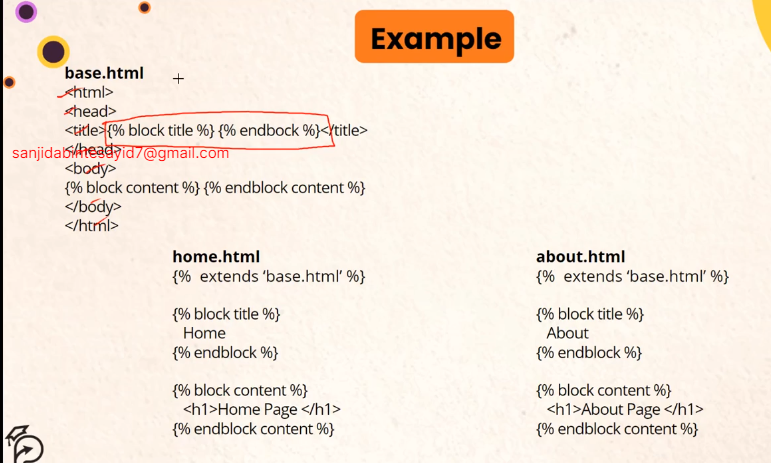 Example
base.html
<html>
<head>
<title>{% block title %} {% endbock %}</title>
</head>
sanjidabintesayid7@gmail.com
<body>
{% block content %} {% endblock content %}
</body>
</html>
home.html
{%  extends ‘base.html’ %}
{% block title %}
Home
{% endblock %}
{% block content %}
<h1>Home Page </h1>
{% endblock content %}
about.html
{%  extends ‘base.html’ %}
{% block title %}
About
{% endblock %}
{% block content %}
<h1>About Page </h1>
{% endblock content %}